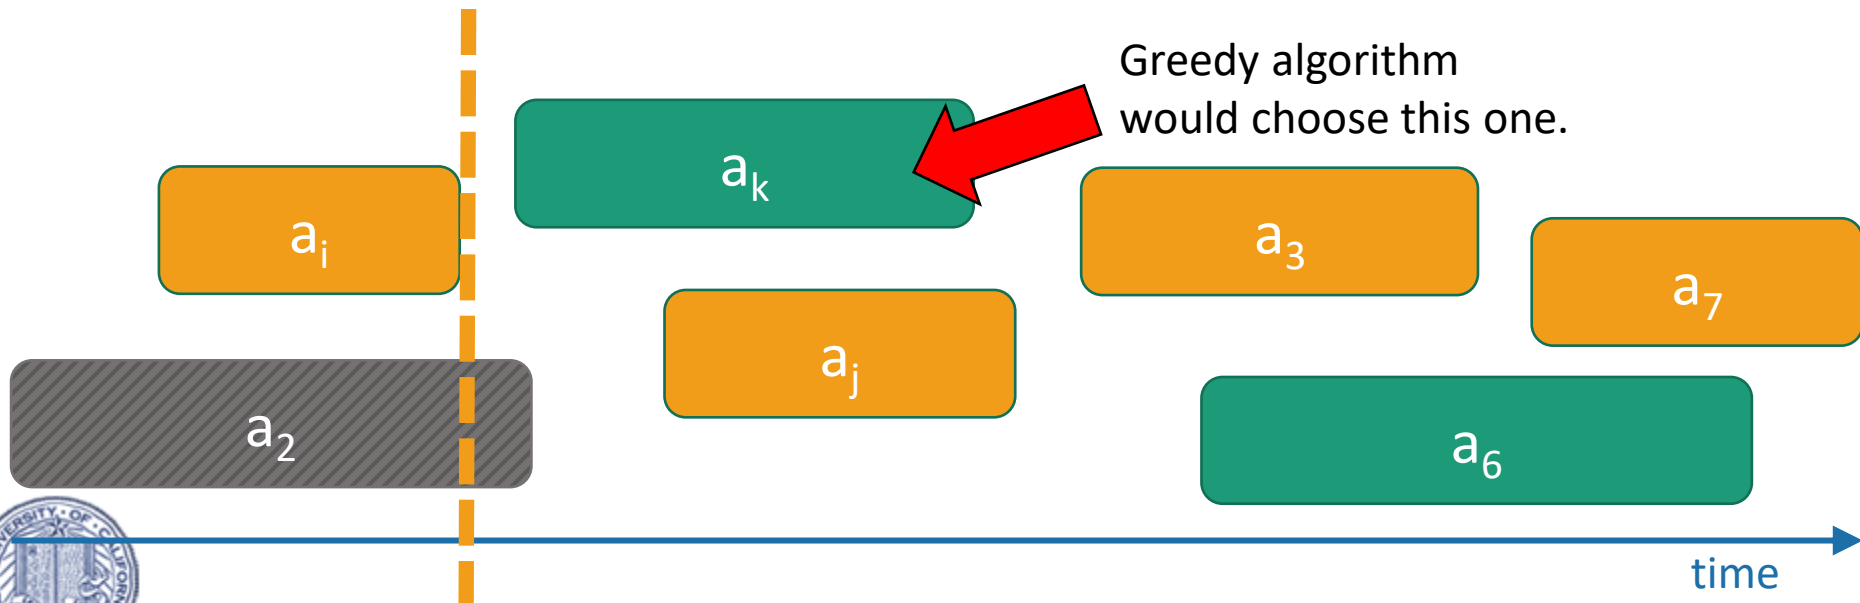 Greedy algorithm
would choose this one.
aₖ
aᵢ
a₃
a₇
aⱼ
a₂
a₆
time